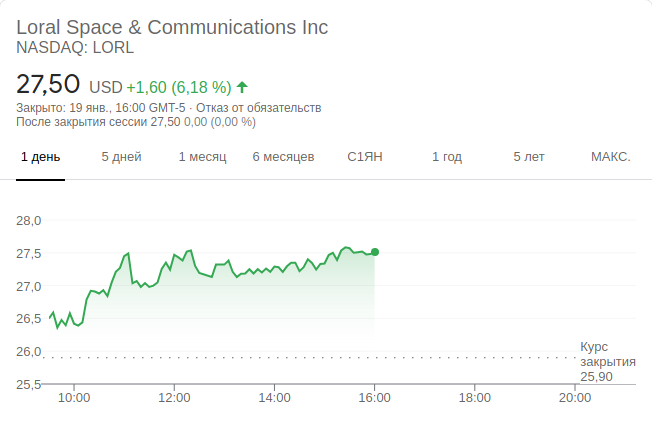 Loral Space & Communications Inc
NASDAQ: LORL
27,50 USD +1,60 (6,18 %)
Закрыто: 19 янв., 16:00 GMT-5 · Отказ от обязательств
После закрытия сессии 27,50 0,00 (0,00 %)
1 день 5 дней 1 месяц 6 месяцев С1ЯН 1 год 5 лет МАКС.
28,0
27,5
27,0
26,5
26,0
25,5
Курс
закрытия
25,90
10:00 12:00 14:00 16:00 18:00 20:00